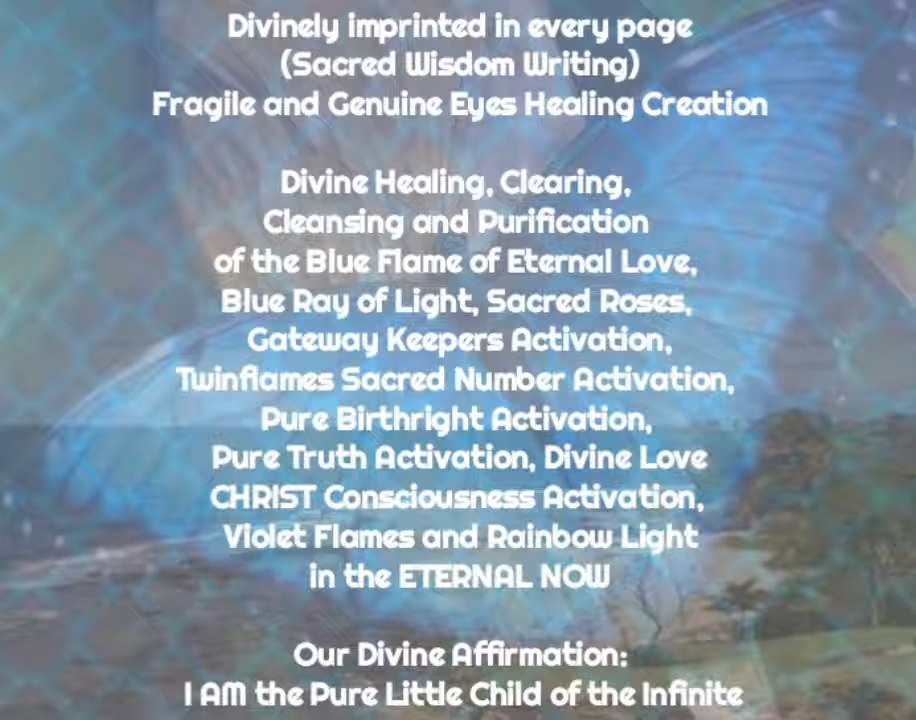 Divinely imprinted in every page
(Sacred Wisdom Writing)
Fragile and Genuine Eyes Healing Creation
Divine Healing, Clearing,
Cleansing and Purification
of the Blue Flame of Eternal Love,
Blue Ray of Light, Sacred Roses,
Gateway Keepers Activation,
Twinflames Sacred Number Activation,
Pure Birthright Activation,
Pure Truth Activation, Divine Love
CHRIST Consciousness Activation,
Violet Flames and Rainbow Light
in the ETERNAL NOW
Our Divine Affirmation:
I AM the Pure Little Child of the Infinite